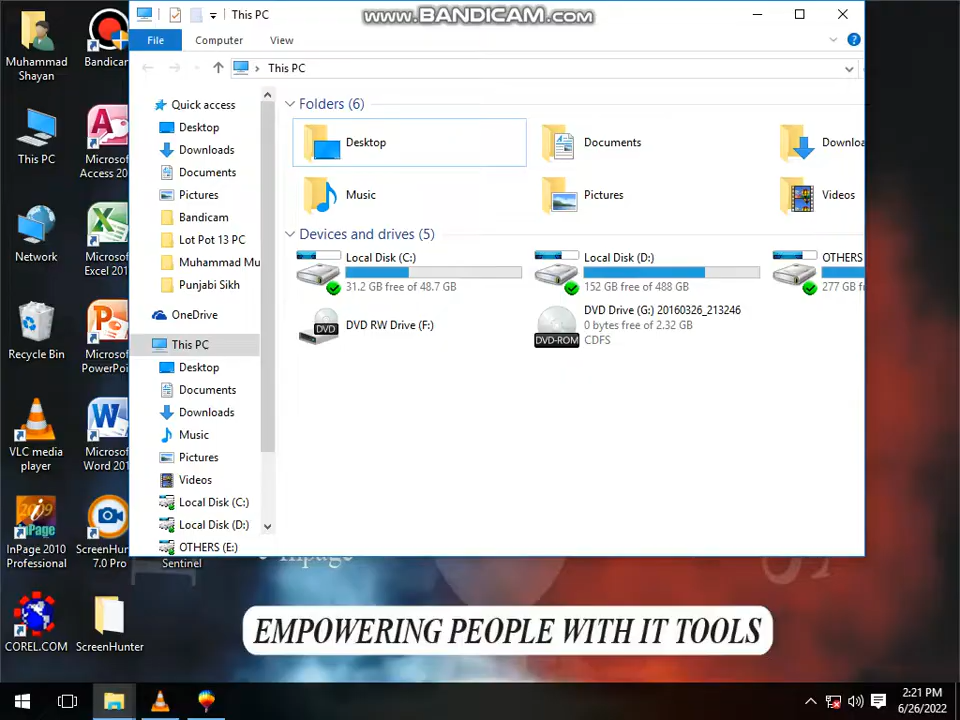 Muhammad
Shayan
Bandicam
This PC
www.BANDICAM.com
File
Computer
View
This PC
Quick access
Desktop
Downloads
Documents
Pictures
Bandicam
Lot Pot 13 PC
Muhammad Mu
Punjabi Sikh
OneDrive
This PC
Desktop
Documents
Downloads
Music
Pictures
Videos
Local Disk (C:)
Local Disk (D:)
OTHERS (E:)
Folders (6)
Desktop
Documents
Downloa
Music
Pictures
Videos
Devices and drives (5)
Local Disk (C:)
31.2 GB free of 48.7 GB
Local Disk (D:)
152 GB free of 488 GB
OTHERS
277 GB f
DVD
DVD RW Drive (F:)
DVD-ROM
DVD Drive (G:) 20160326_213246
0 bytes free of 2.32 GB
CDFS
This PC
Microsof
Access 20
Network
Microsof
Excel 201
Recycle Bin
Microsof
PowerPoi
VLC media
player
Microsof
Word 201
2009
InPage 2010
Professional
ScreenHun
7.0 Pro
Sentinel
Inpage
COREL.COM
ScreenHunter
EMPOWERING PEOPLE WITH IT TOOLS
2:21 PM
6/26/2022